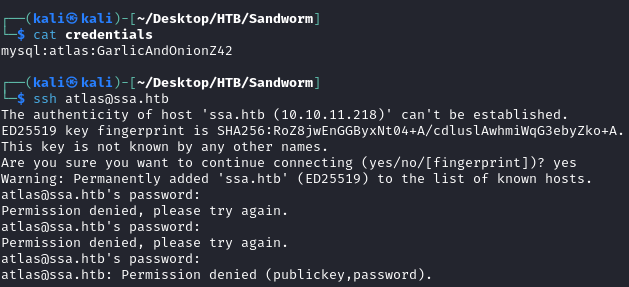 ┌──(kali㉿kali)-[~/Desktop/HTB/Sandworm]
└─$ cat credentials
mysql:atlas:GarlicAndOnionZ42
┌──(kali㉿kali)-[~/Desktop/HTB/Sandworm]
└─$ ssh atlas@ssa.htb
The authenticity of host 'ssa.htb (10.10.11.218)' can't be established.
ED25519 key fingerprint is SHA256:RoZ8jwEnGGByxNt04+A/cdluslAwhmiWqG3ebyZko+A.
This key is not known by any other names.
Are you sure you want to continue connecting (yes/no/[fingerprint])? yes
Warning: Permanently added 'ssa.htb' (ED25519) to the list of known hosts.
atlas@ssa.htb's password:
Permission denied, please try again.
atlas@ssa.htb's password:
Permission denied, please try again.
atlas@ssa.htb's password:
atlas@ssa.htb: Permission denied (publickey,password).